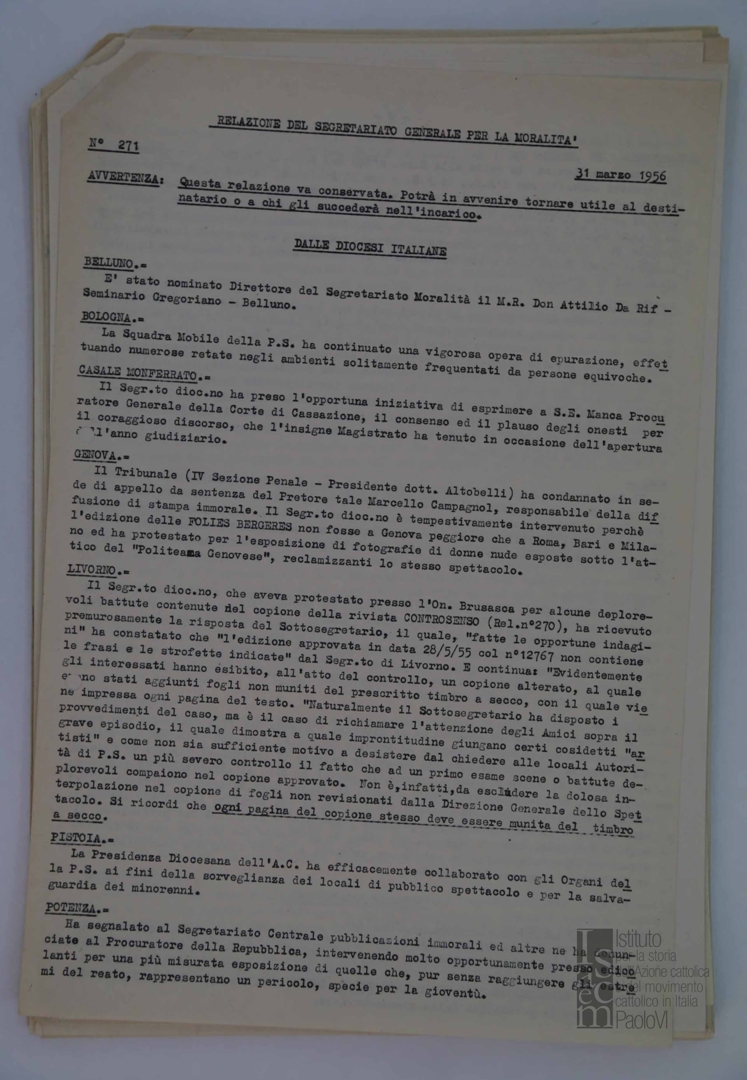 RELAZIONE DEL SEGRETARIATO GENERALE PER LA MORALITA'
N° 271
31 marzo 1956
AVVERTENZA: Questa relazione va conservata. Potrà in avvenire tornare utile al desti-
natario o a chi gli succederà nell'incarico.
DALLE DIOCESI ITALIANE
BELLUNO.=
E' stato nominato Direttore del Segretariato Moralità il M.R. Don Attilio Da Rif -
Seminario Gregoriano - Belluno.
BOLOGNA.=
La Squadra Mobile della P.S. ha continuato una vigorosa opera di epurazione, effet
tuando numerose retate negli ambienti solitamente frequentati da persone equivoche.
CASALE MONFERRATO.=
Il Segr.to dioc.no ha preso l'opportuna iniziativa di esprimere a S.E. Manca Procu
ratore Generale della Corte di Cassazione, il consenso ed il plauso degli onesti per
il coraggioso discorso, che l'insigne Magistrato ha tenuto in occasione dell'apertura
dell'anno giudiziario.
GENOVA.=
Il Tribunale (IV Sezione Penale - Presidente dott. Altobelli) ha condannato in se-
de di appello da sentenza del Pretore tale Marcello Campagnol, responsabile della dif
fusione di stampa immorale. Il Segr.to dioc.no è tempestivamente intervenuto perchè
l'edizione delle FOLIES BERGERES non fosse a Genova peggiore che a Roma, Bari e Mila-
no ed ha protestato per l'esposizione di fotografie di donne nude esposte sotto l'at-
tico del "Politeama Genovese", reclamizzanti lo stesso spettacolo.
LIVORNO.=
Il Segr.to dioc.no, che aveva protestato presso l'On. Brusasca per alcune deplore-
voli battute contenute nel copione della rivista CONTROSENSO (Rel.n°270), ha ricevuto
premurosamente la risposta del Sottosegretario, il quale, "fatte le opportune indagi-
ni" ha constatato che "l'edizione approvata in data 28/5/55 col n°12767 non contiene
le frasi e le strofette indicate" dal Segr.to di Livorno. E continua: "Evidentemente
gli interessati hanno esibito, all'atto del controllo, un copione alterato, al quale
erano stati aggiunti fogli non muniti del prescritto timbro a secco, con il quale vie
ne impressa ogni pagina del testo. "Naturalmente il Sottosegretario ha disposto i
provvedimenti del caso, ma è il caso di richiamare l'attenzione degli Amici sopra il
grave episodio, il quale dimostra a quale improntitudine giungano certi cosidetti "ar
tisti" e come non sia sufficiente motivo a desistere dal chiedere alle locali Autori-
tà di P.S. un più severo controllo il fatto che ad un primo esame scene o battute de-
plorevoli compaiono nel copione approvato. Non è,infatti,da escludere la dolosa in-
terpolazione nel copione di fogli non revisionati dalla Direzione Generale dello Spet
tacolo. Si ricordi che ogni pagina del copione stesso deve essere munita del timbro
a secco.
PISTOIA.=
La Presidenza Diocesana dell'A.C. ha efficacemente collaborato con gli Organi del
la P.S. ai fini della sorveglianza dei locali di pubblico spettacolo e per la salva-
guardia dei minorenni.
POTENZA.=
Ha segnalato al Segretariato Centrale pubblicazioni immorali ed altre ne ha denun-
ciate al Procuratore della Repubblica, intervenendo molto opportunamente presso edico
lanti per una più misurata esposizione di quelle che, pur senza raggiungere gli estre
mi del reato, rappresentano un pericolo, specie per la gioventù.
Istituto
per la storia
dell'Azione cattolica
e del movimento
cattolico in Italia
PaoloVI